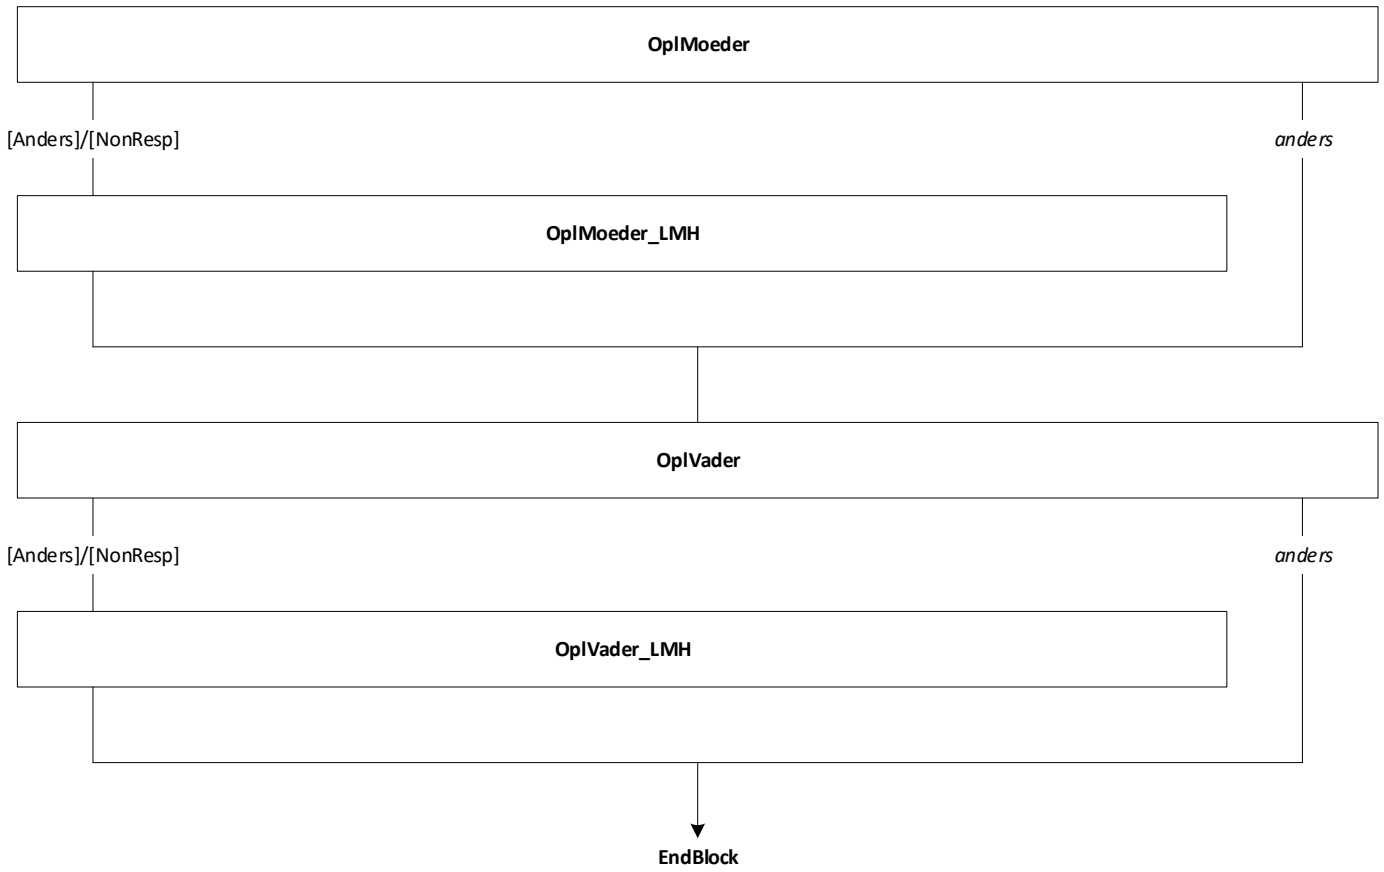 OplMoeder
[Anders]/[NonResp]
anders
OplMoeder_LMH
OplVader
[Anders]/[NonResp]
anders
OplVader_LMH
EndBlock